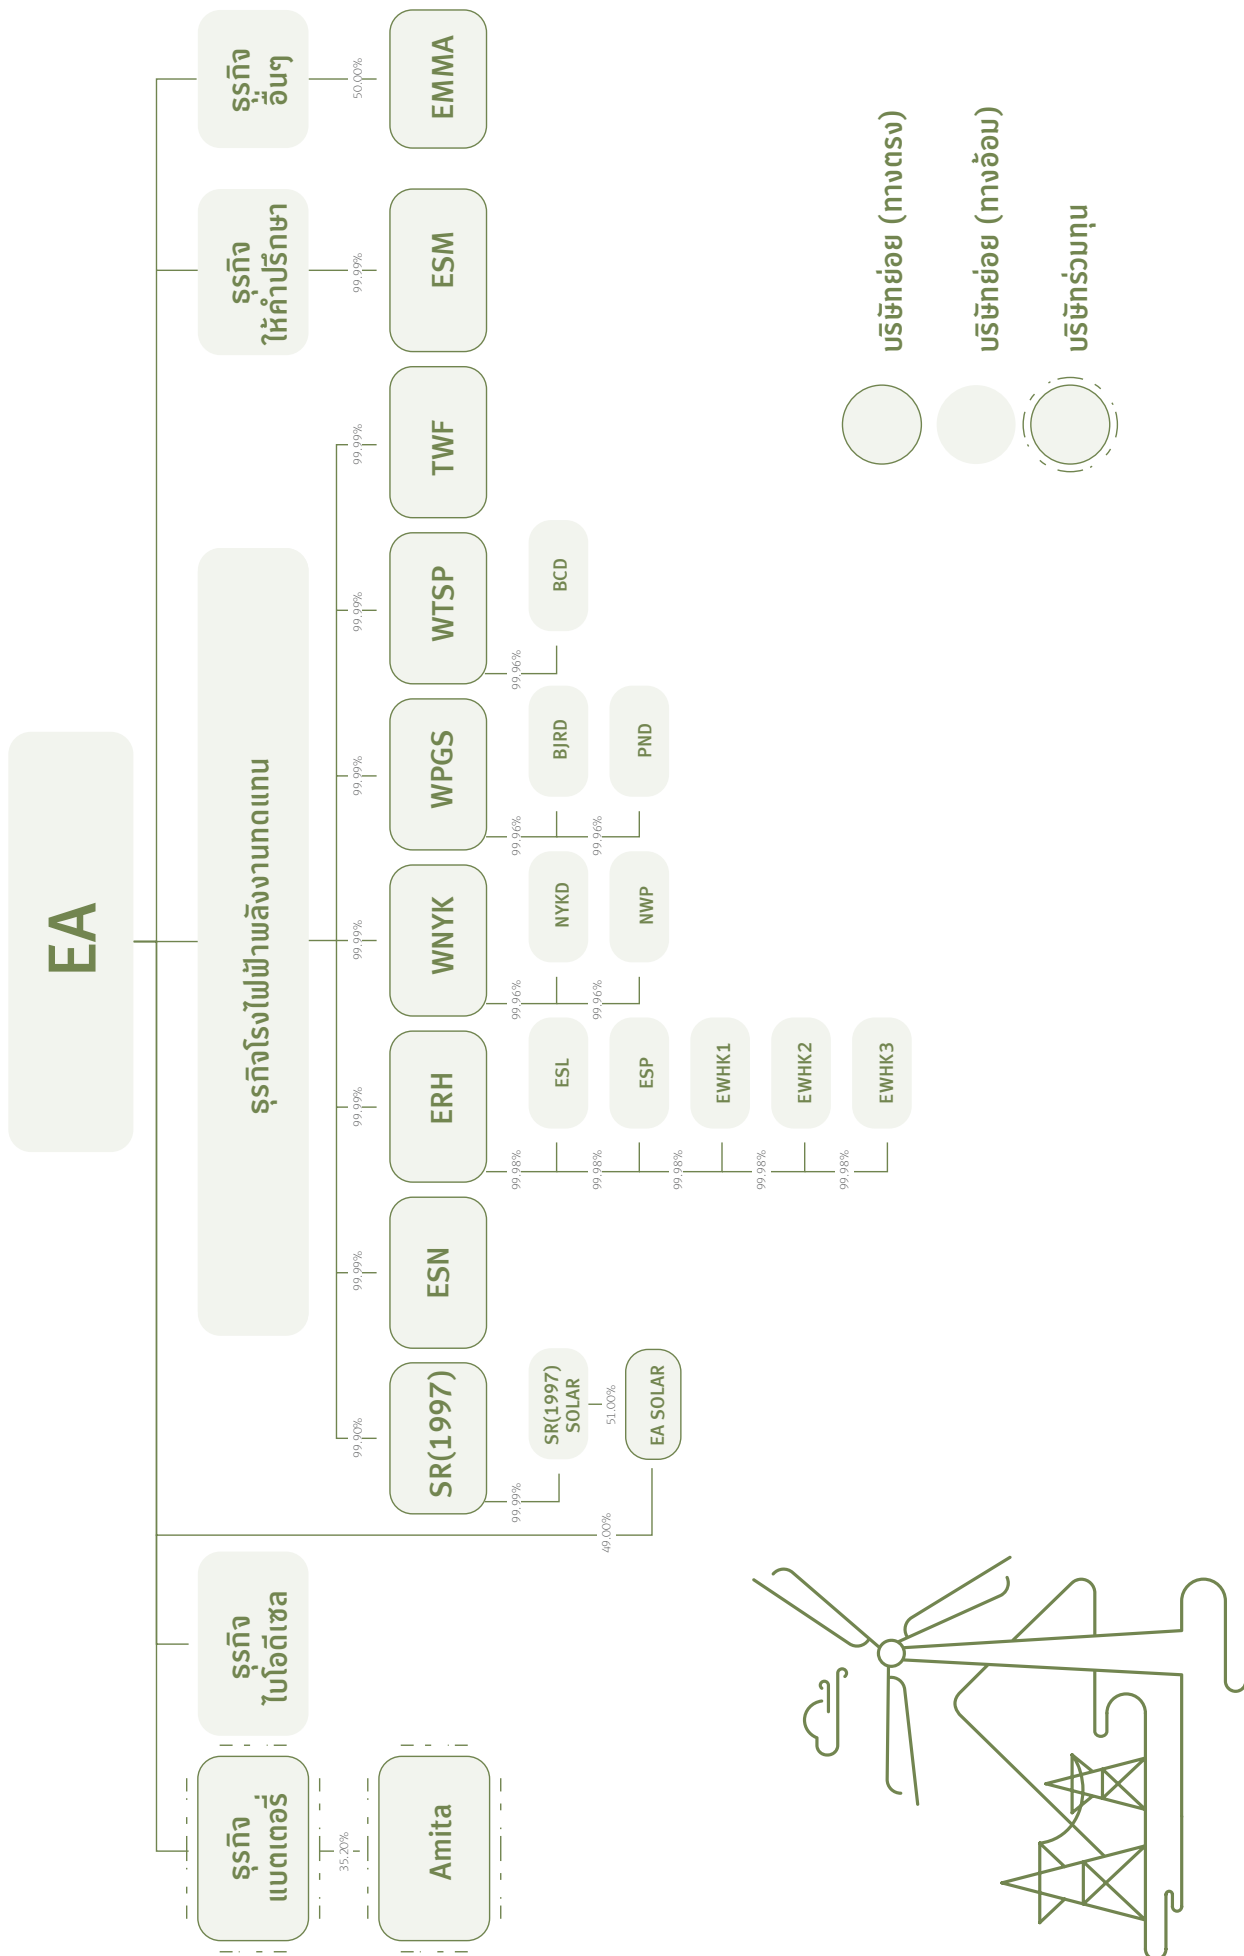 EA
ธุรกิจ
แบตเตอรี่
ธุรกิจ
ไบโอดีเซล
ธุรกิจโรงไฟฟ้าพลังงานทดแทน
ธุรกิจ
ให้คำปรึกษา
ธุรกิจ
อื่นๆ
35.20%
99.90%
99.99%
99.99%
99.99%
99.99%
99.99%
99.99%
99.99%
50.00%
Amita
SR(1997)
ESN
ERH
WNYK
WPGS
WTSP
TWF
ESM
EMMA
99.99%
99.98%
99.96%
99.96%
99.96%
SR(1997)
SOLAR
ESL
NYKD
BJRD
BCD
49.00%
51.00%
99.98%
99.96%
99.96%
EA SOLAR
ESP
NWP
PND
99.98%
EWHK1
99.98%
EWHK2
99.98%
EWHK3
บริษัทย่อย (ทางตรง)
บริษัทย่อย (ทางอ้อม)
บริษัทร่วมทุน